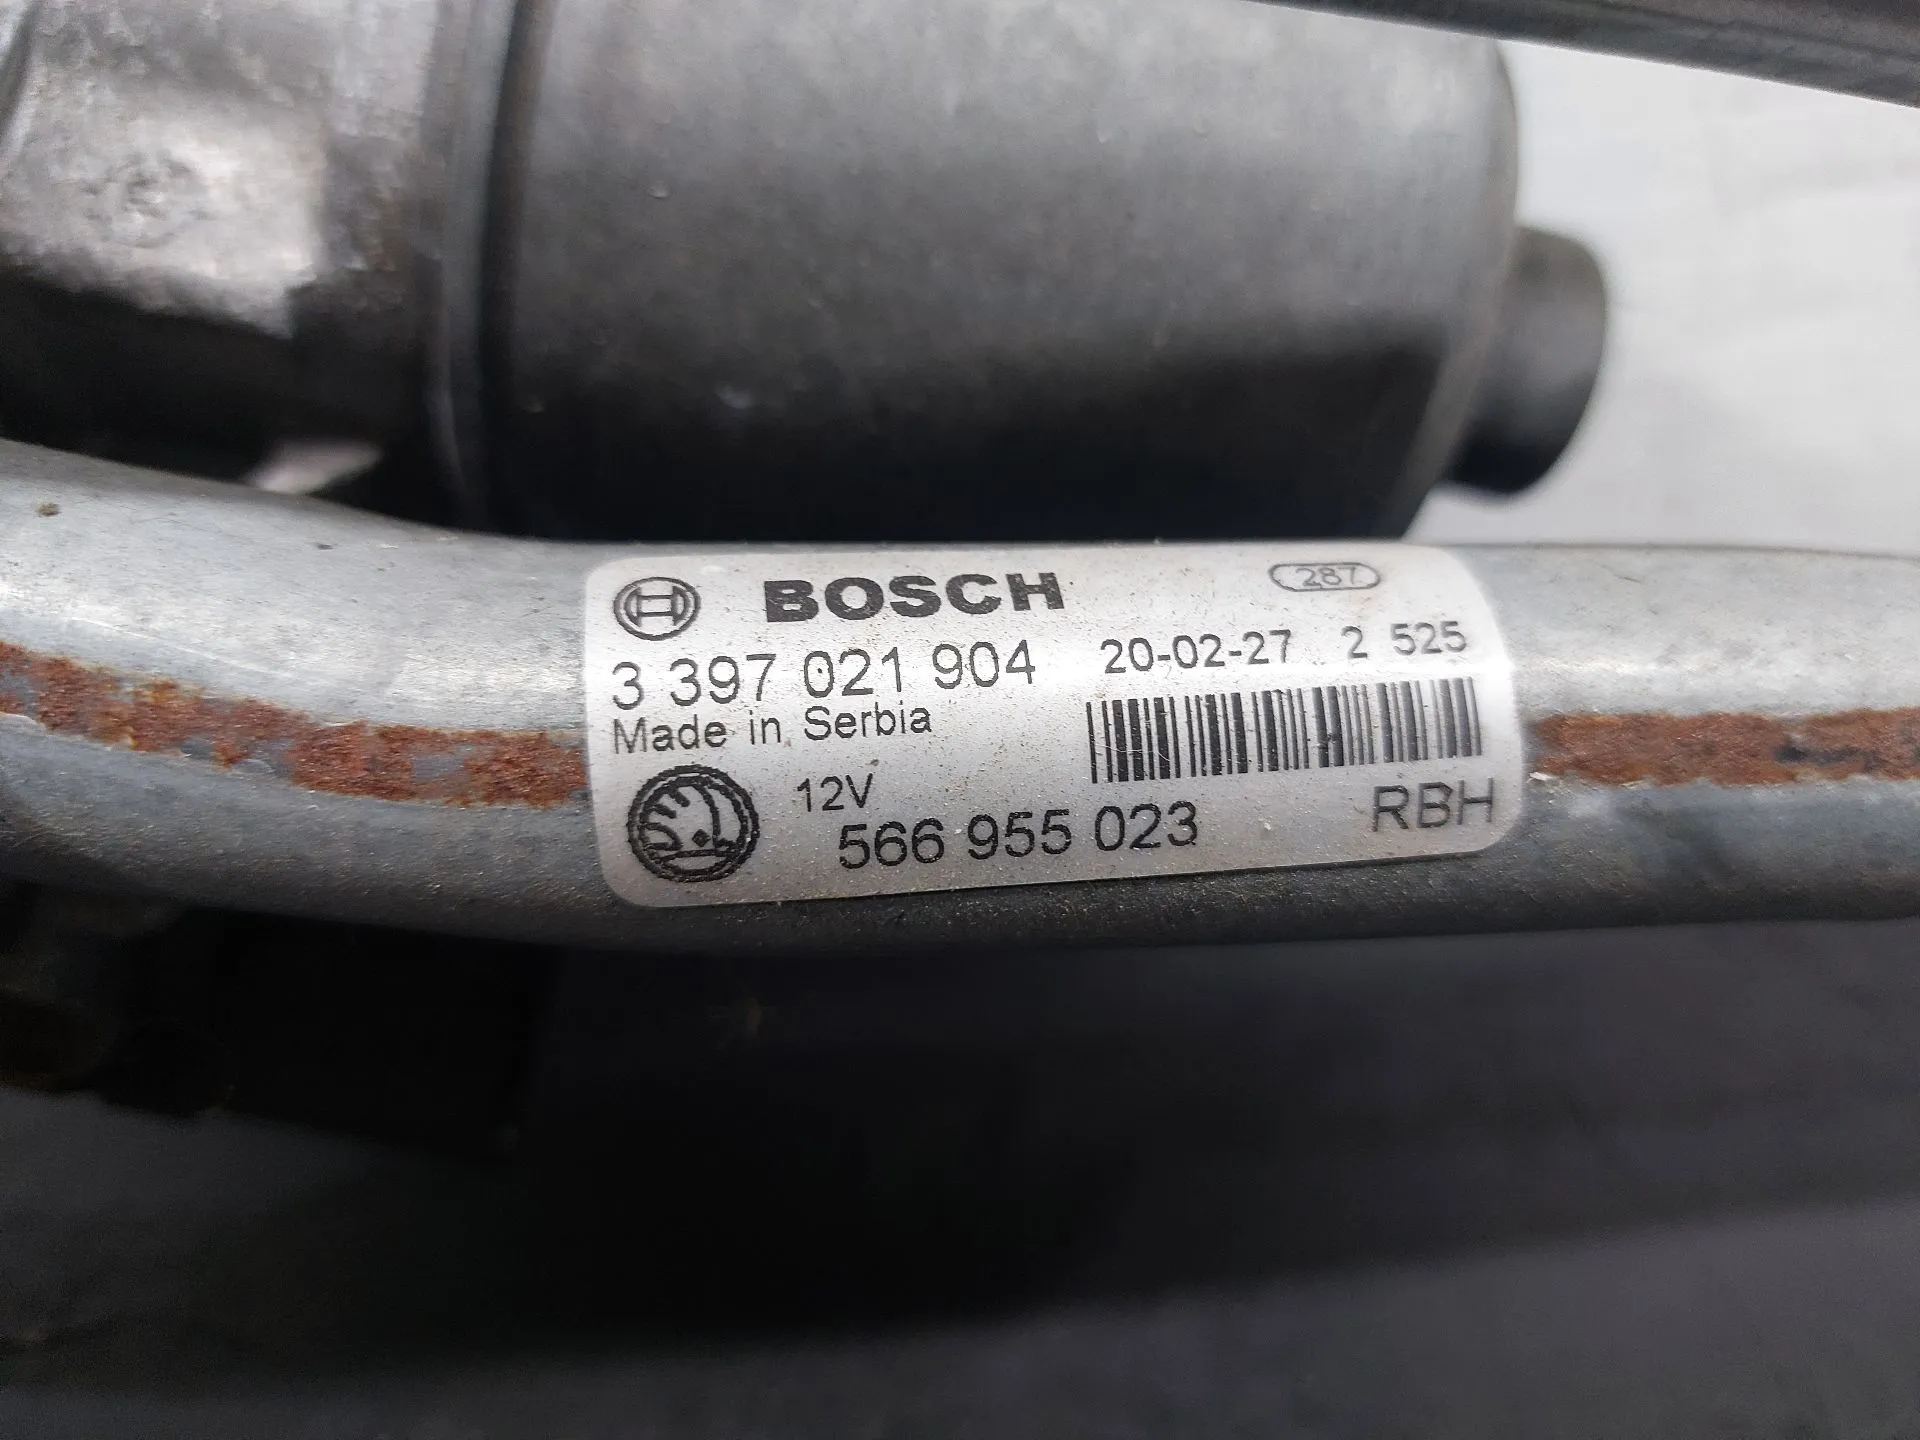 BOSCH 287
3 397 021 904 20-02-27 2 525
Made in Serbia
12V
566 955 023 RBH